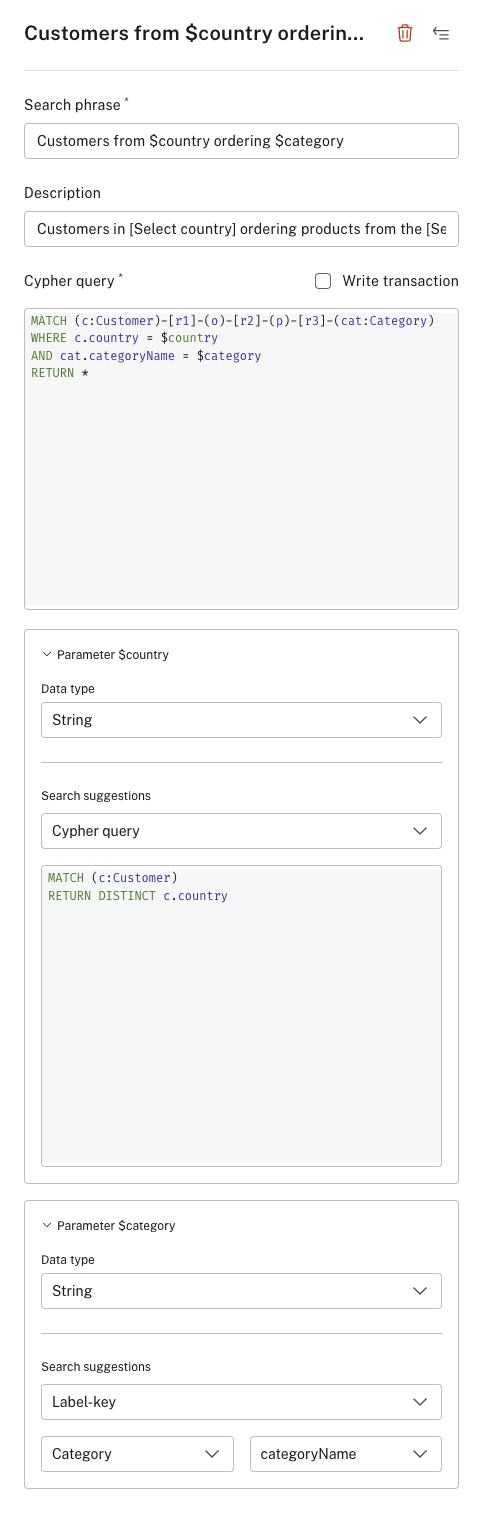 Customers from $country orderin...
Search phrase *
Customers from $country ordering $category
Description
Customers in [Select country] ordering products from the [Se
Cypher query *
Write transaction
MATCH (c:Customer)-[r1]-(o)-[r2]-(p)-[r3]-(cat:Category)
WHERE c.country = $country
AND cat.categoryName = $category
RETURN *
Parameter $country
Data type
String
Search suggestions
Cypher query
MATCH (c:Customer)
RETURN DISTINCT c.country
Parameter $category
Data type
String
Search suggestions
Label-key
Category
categoryName